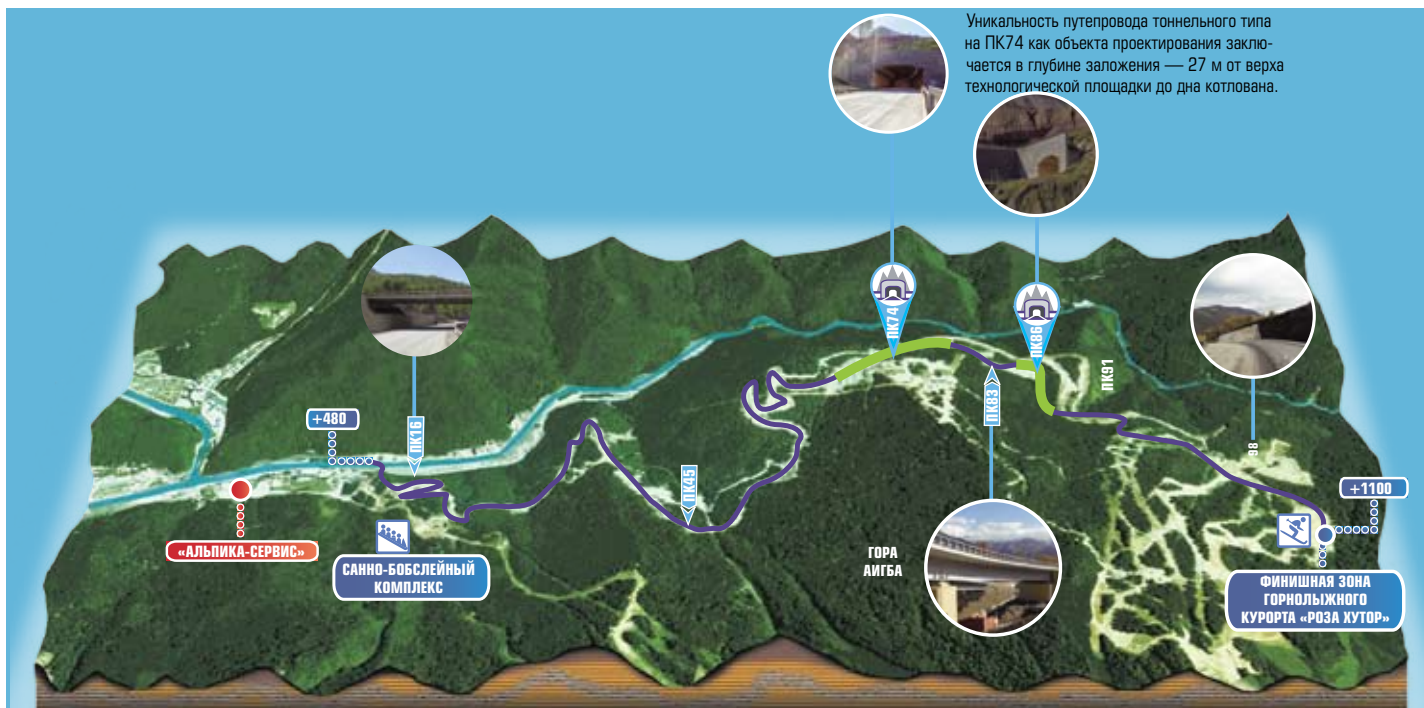 Уникальность путепровода тоннельного типа
на ПК74 как объекта проектирования заклю-
чается в глубине заложения — 27 м от верха
технологической площадки до дна котлована.
+480
ПК16
«АЛЬПИКА-СЕРВИС»
САННО-БОБСЛЕЙНЫЙ
КОМПЛЕКС
ПК45
ПК74
ПК83
ПК86
ПК91
98
ГОРА
АИГБА
+1100
ФИНИШНАЯ ЗОНА
ГОРНОЛЫЖНОГО
КУРОРТА «РОЗА ХУТОР»